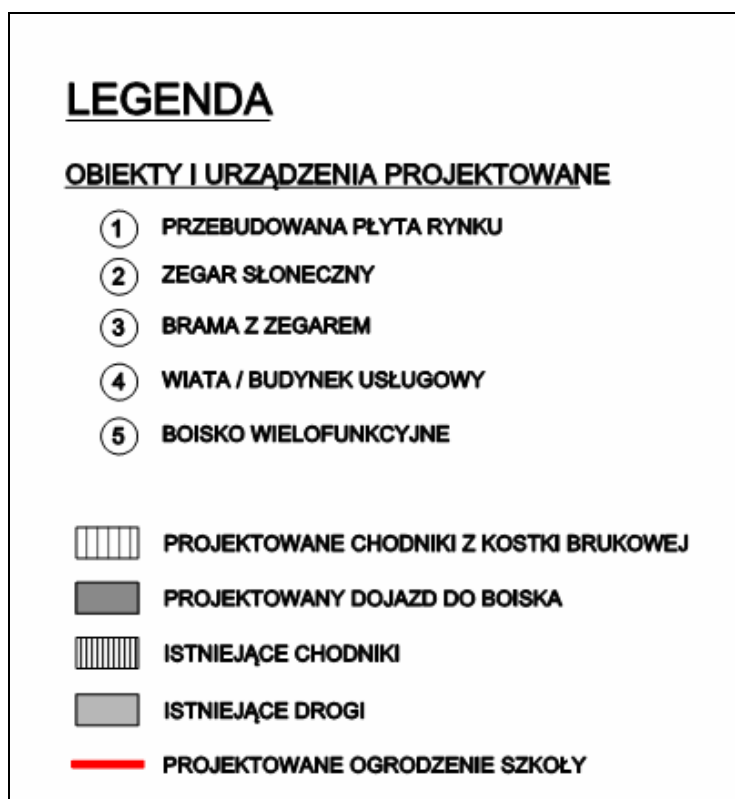 LEGENDA
OBIEKTY I URZĄDZENIA PROJEKTOWANE
1 PRZEBUDOWANA PŁYTA RYNKU
2 ZEGAR SŁONECZNY
3 BRAMA Z ZEGAREM
4 WIATA / BUDYNEK USŁUGOWY
5 BOISKO WIELOFUNKCYJNE
PROJEKTOWANE CHODNIKI Z KOSTKI BRUKOWEJ
PROJEKTOWANY DOJAZD DO BOISKA
ISTNIEJĄCE CHODNIKI
ISTNIEJĄCE DROGI
PROJEKTOWANE OGRODZENIE SZKOŁY